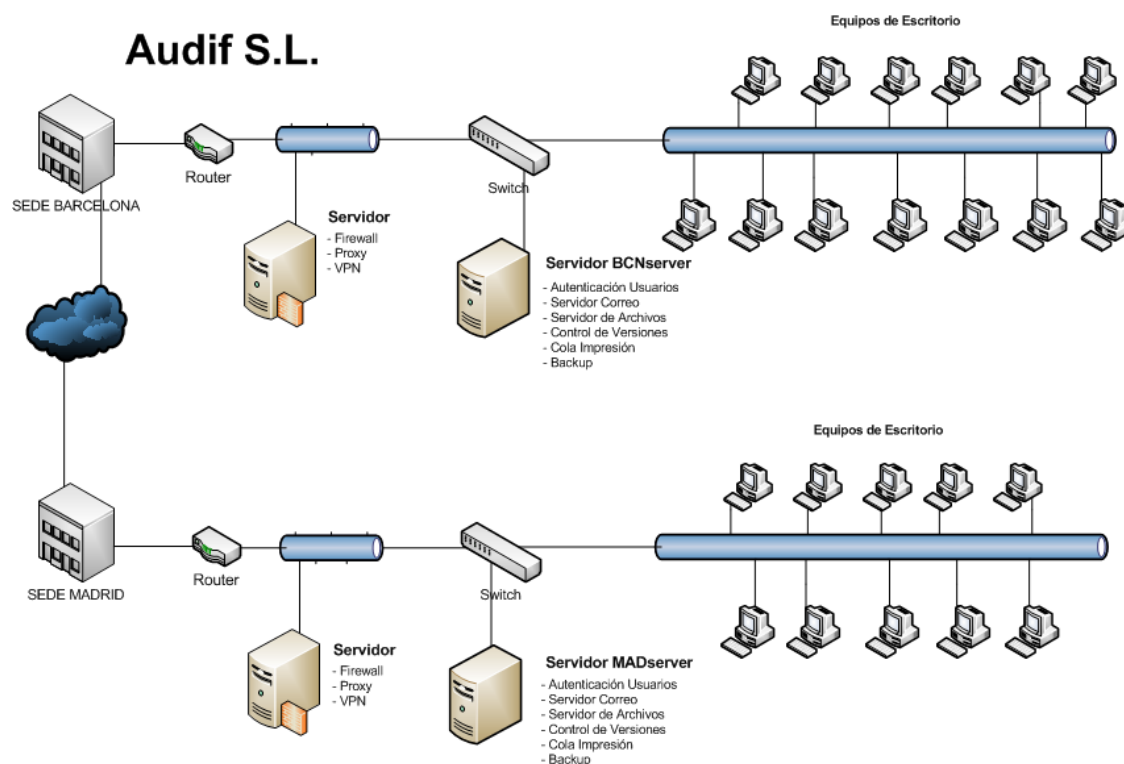 Audif S.L.
Equipos de Escritorio
Router
Switch
SEDE BARCELONA
Servidor
- Firewall
- Proxy
- VPN
Servidor BCNserver
- Autenticación Usuarios
- Servidor Correo
- Servidor de Archivos
- Control de Versiones
- Cola Impresión
- Backup
Equipos de Escritorio
Router
Switch
SEDE MADRID
Servidor
- Firewall
- Proxy
- VPN
Servidor MADserver
- Autenticación Usuarios
- Servidor Correo
- Servidor de Archivos
- Control de Versiones
- Cola Impresión
- Backup